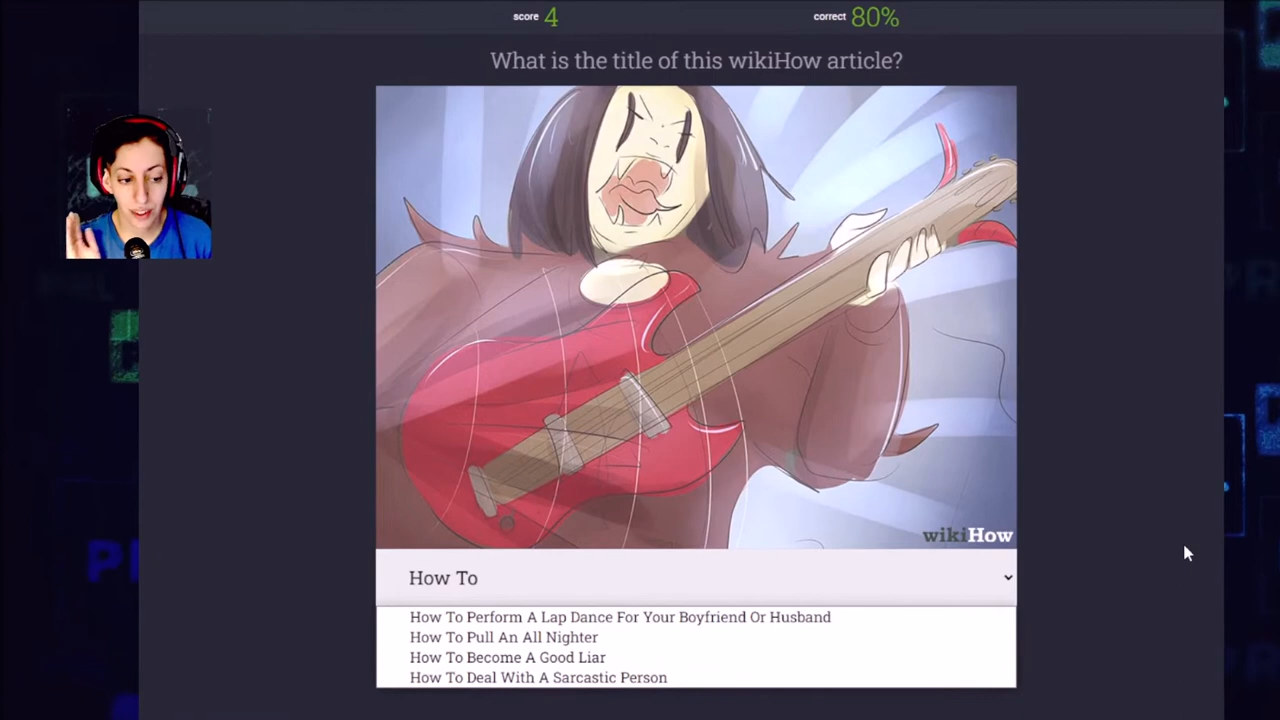 score 4
correct 80%
What is the title of this wikiHow article?
wikiHow
How To
How To Perform A Lap Dance For Your Boyfriend Or Husband
How To Pull An All Nighter
How To Become A Good Liar
How To Deal With A Sarcastic Person